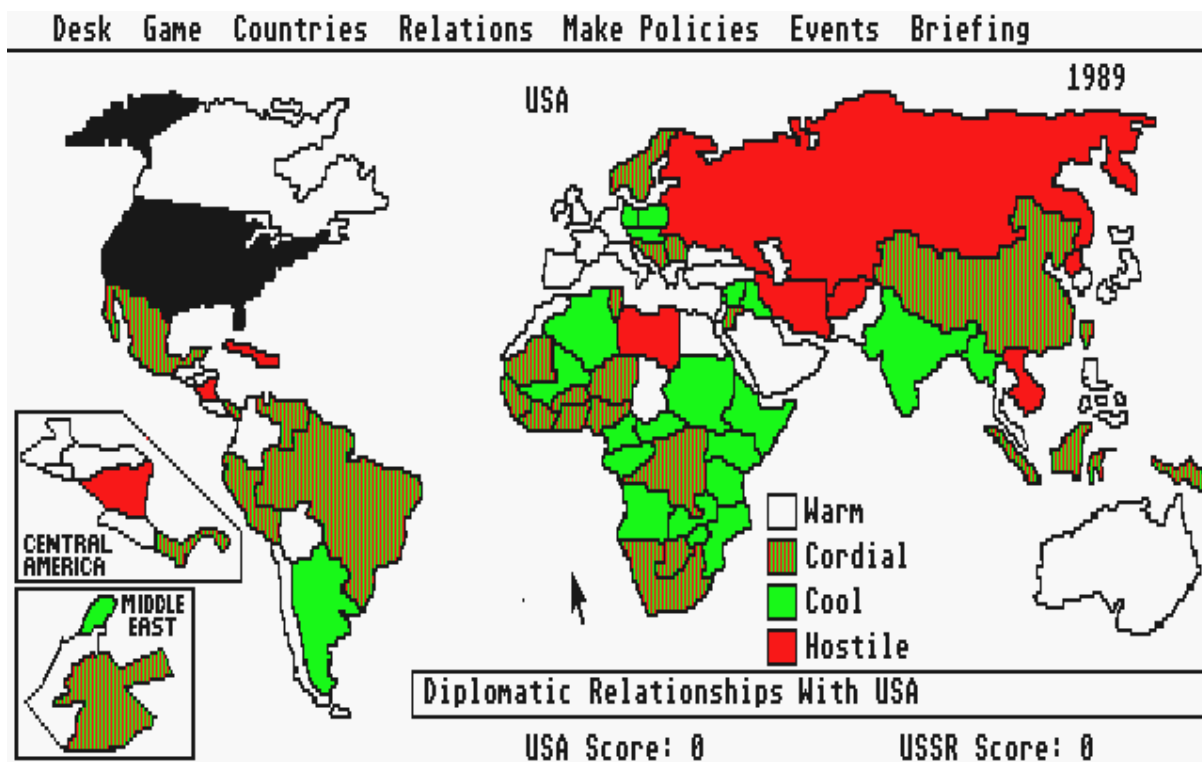 Desk Game Countries Relations Make Policies Events Briefing
1989
USA
Warm
Cordial
Cool
Hostile
CENTRAL
AMERICA
MIDDLE
EAST
Diplomatic Relationships With USA
USA Score: 0 USSR Score: 0